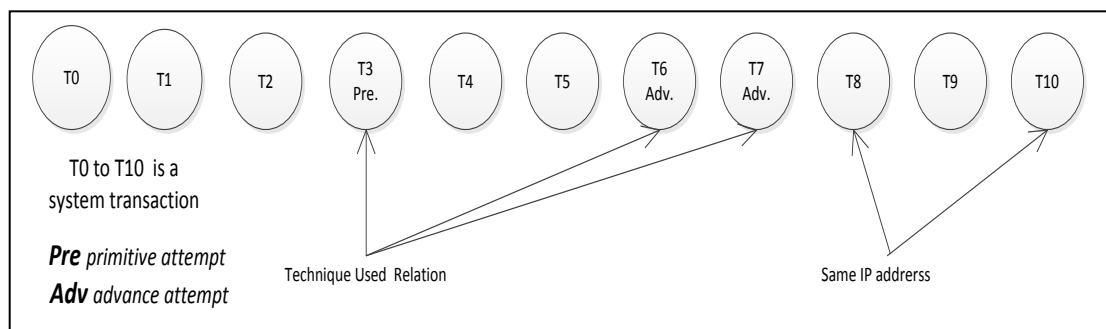 T0
T1
T2
T3
Pre.
T4
T5
T6
Adv.
T7
Adv.
T8
T9
T10
T0 to T10 is a
system transaction
Pre primitive attempt
Adv advance attempt
Technique Used Relation
Same IP addrerss